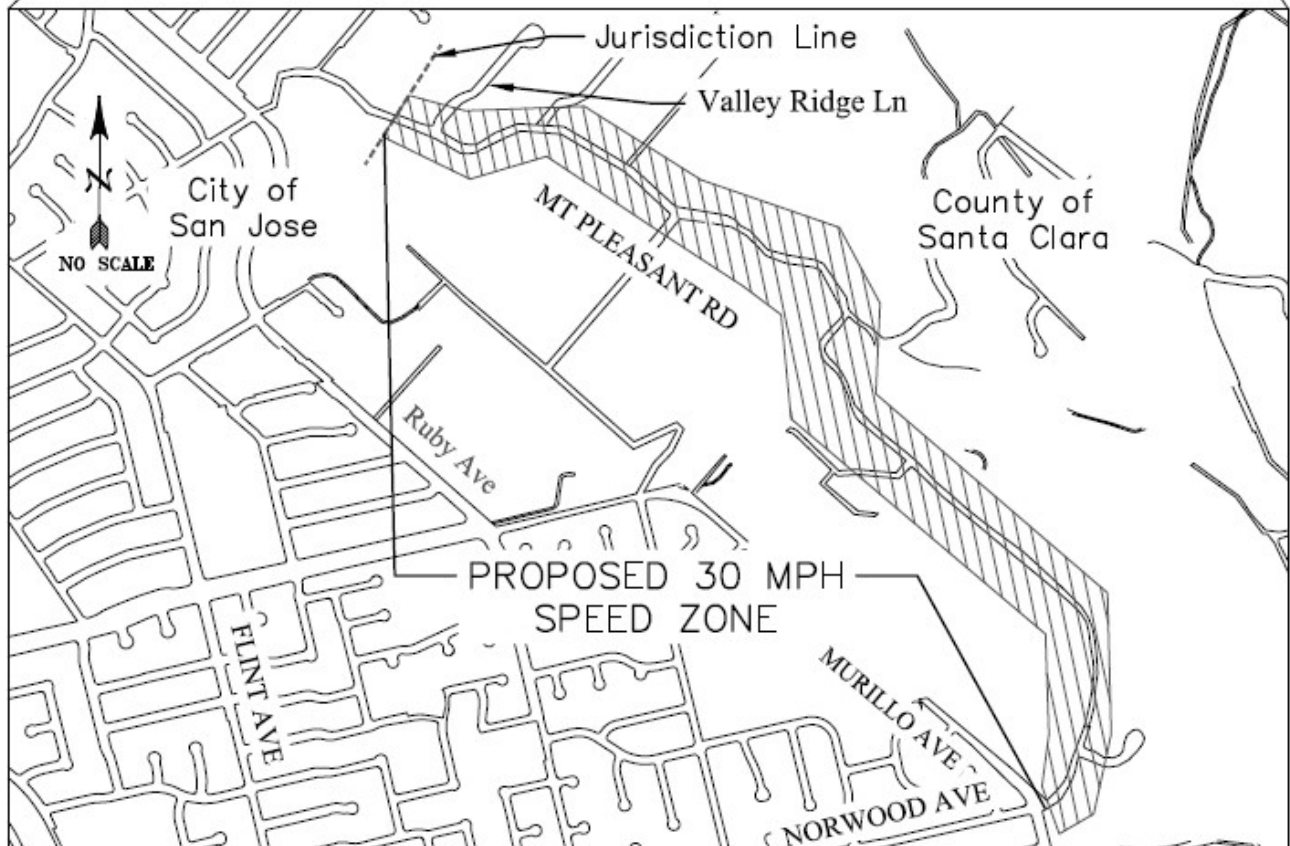 Jurisdiction Line
Valley Ridge Ln
N
NO SCALE
City of
San Jose
County of
Santa Clara
MT PLEASANT RD
Ruby Ave
PROPOSED 30 MPH
SPEED ZONE
FLINT AVE
MURILLO AVE
NORWOOD AVE